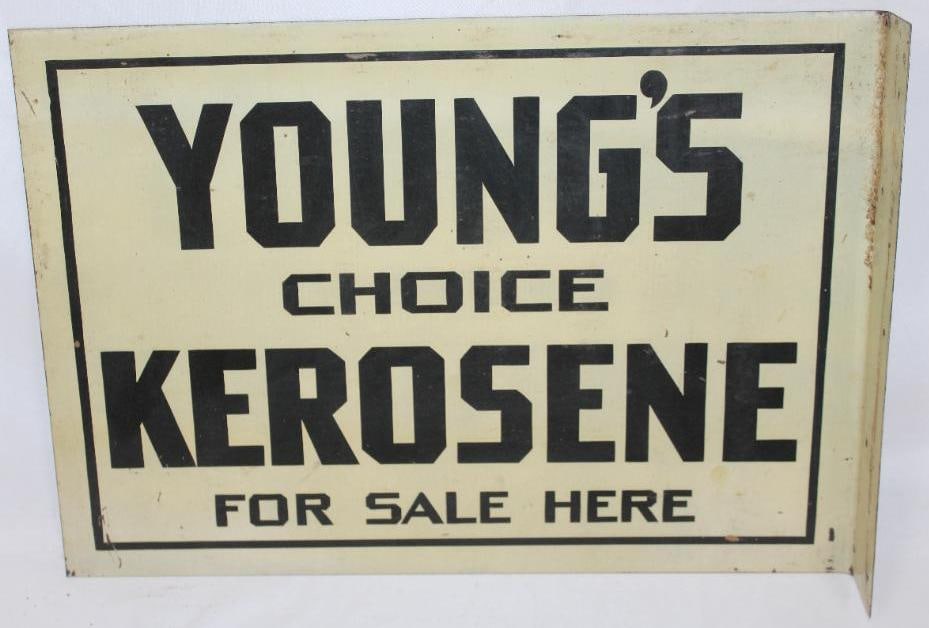 YOUNG'S
CHOICE
KEROSENE
FOR SALE HERE